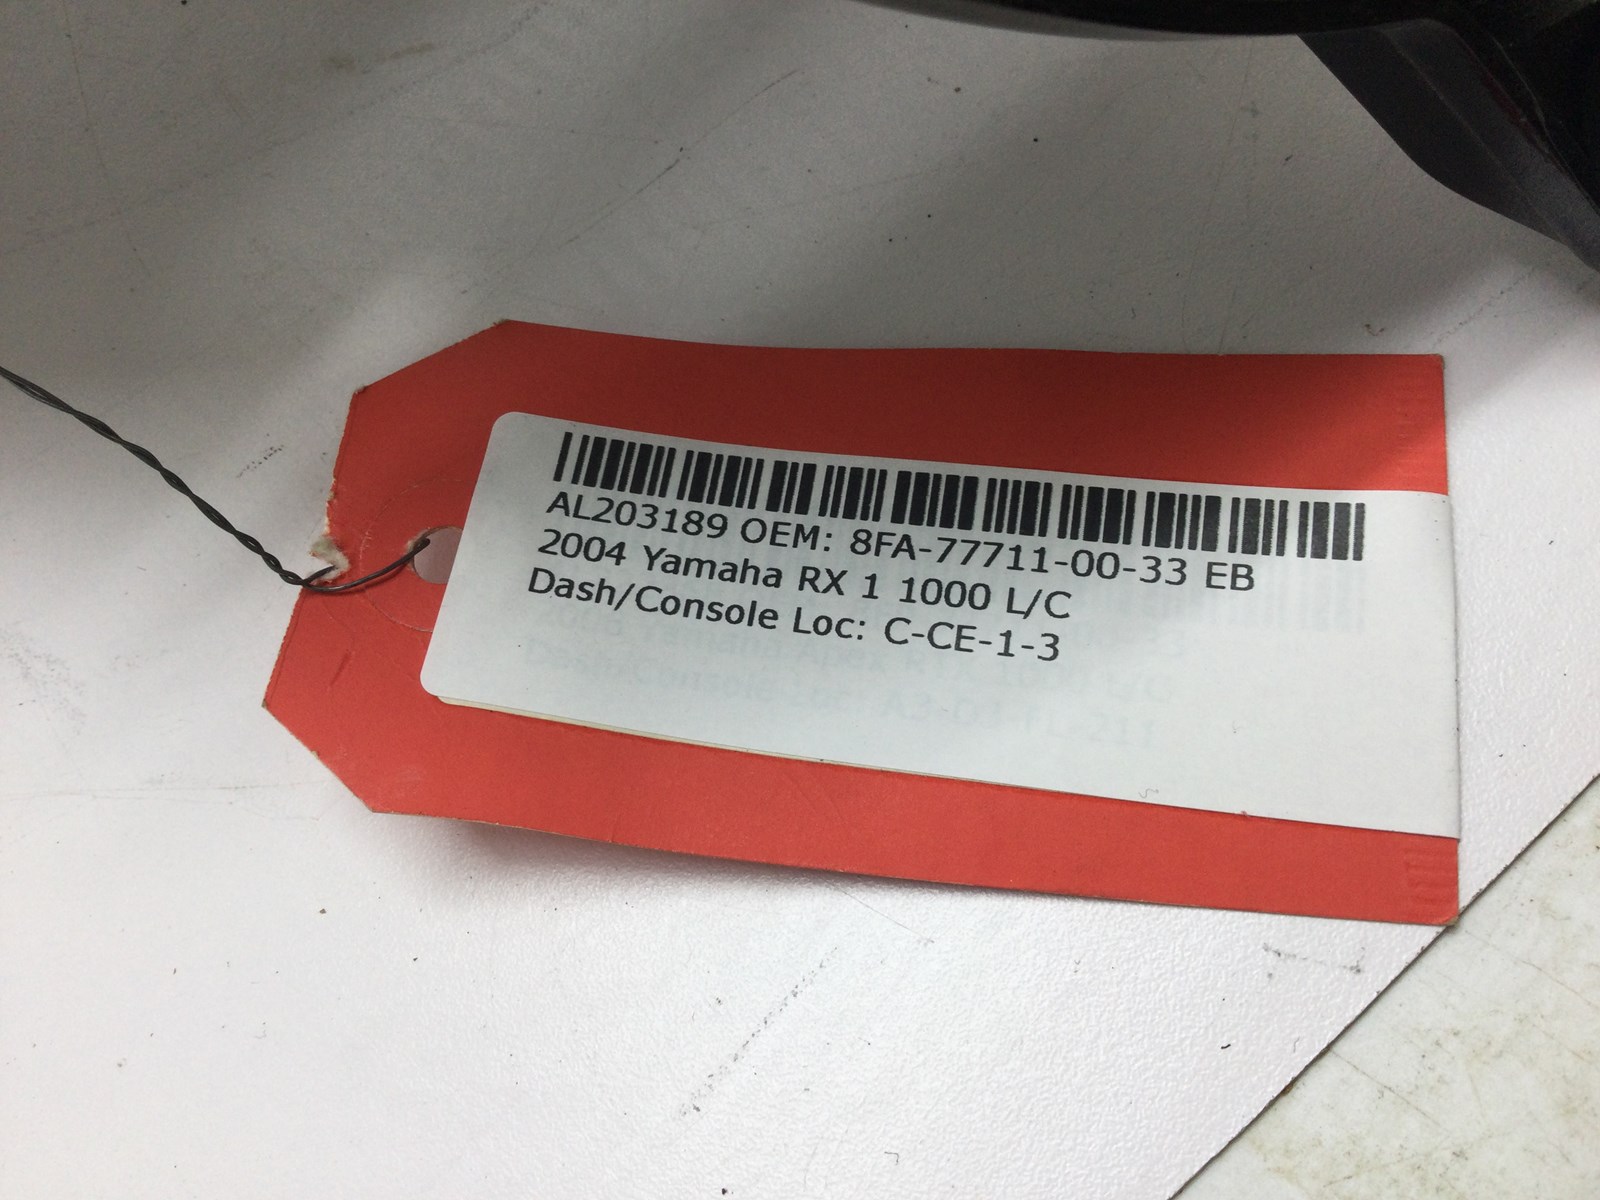 AL203189 OEM: 8FA-77711-00-33 EB
2004 Yamaha RX 1 1000 L/C
Dash/Console Loc: C-CE-1-3